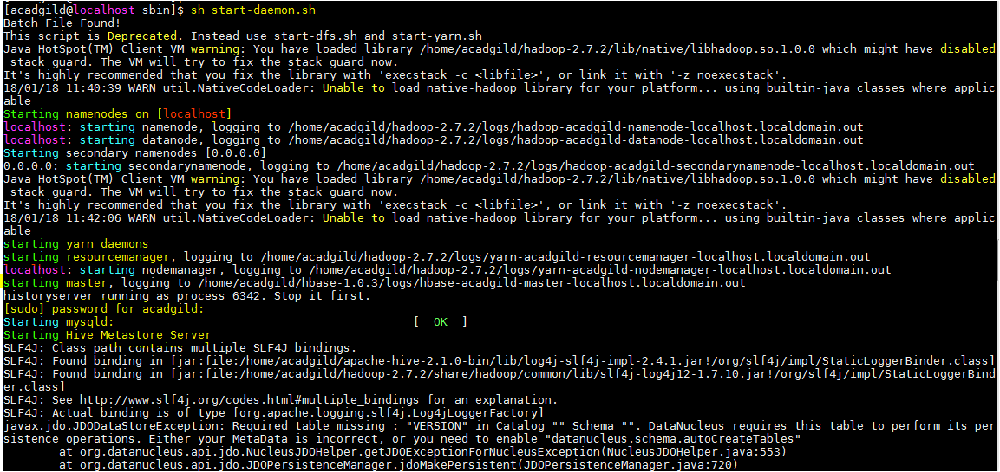 [acadgild@localhost sbin]$ sh start-daemon.sh
Batch File Found!
This script is Deprecated. Instead use start-dfs.sh and start-yarn.sh
Java HotSpot(TM) Client VM warning: You have loaded library /home/acadgild/hadoop-2.7.2/lib/native/libhadoop.so.1.0.0 which might have disabled
 stack guard. The VM will try to fix the stack guard now.
It's highly recommended that you fix the library with 'execstack -c <libfile>', or link it with '-z noexecstack'.
18/01/18 11:40:39 WARN util.NativeCodeLoader: Unable to load native-hadoop library for your platform... using builtin-java classes where applic
able
Starting namenodes on [localhost]
localhost: starting namenode, logging to /home/acadgild/hadoop-2.7.2/logs/hadoop-acadgild-namenode-localhost.localdomain.out
localhost: starting datanode, logging to /home/acadgild/hadoop-2.7.2/logs/hadoop-acadgild-datanode-localhost.localdomain.out
Starting secondary namenodes [0.0.0.0]
0.0.0.0: starting secondarynamenode, logging to /home/acadgild/hadoop-2.7.2/logs/hadoop-acadgild-secondarynamenode-localhost.localdomain.out
Java HotSpot(TM) Client VM warning: You have loaded library /home/acadgild/hadoop-2.7.2/lib/native/libhadoop.so.1.0.0 which might have disabled
 stack guard. The VM will try to fix the stack guard now.
It's highly recommended that you fix the library with 'execstack -c <libfile>', or link it with '-z noexecstack'.
18/01/18 11:42:06 WARN util.NativeCodeLoader: Unable to load native-hadoop library for your platform... using builtin-java classes where applic
able
starting yarn daemons
starting resourcemanager, logging to /home/acadgild/hadoop-2.7.2/logs/yarn-acadgild-resourcemanager-localhost.localdomain.out
localhost: starting nodemanager, logging to /home/acadgild/hadoop-2.7.2/logs/yarn-acadgild-nodemanager-localhost.localdomain.out
starting master, logging to /home/acadgild/hbase-1.0.3/logs/hbase-acadgild-master-localhost.localdomain.out
historyserver running as process 6342. Stop it first.
[sudo] password for acadgild:
Starting mysqld:                                           [  OK  ]
Starting Hive Metastore Server
SLF4J: Class path contains multiple SLF4J bindings.
SLF4J: Found binding in [jar:file:/home/acadgild/apache-hive-2.1.0-bin/lib/log4j-slf4j-impl-2.4.1.jar!/org/slf4j/impl/StaticLoggerBinder.class]
SLF4J: Found binding in [jar:file:/home/acadgild/hadoop-2.7.2/share/hadoop/common/lib/slf4j-log4j12-1.7.10.jar!/org/slf4j/impl/StaticLoggerBind
er.class]
SLF4J: See http://www.slf4j.org/codes.html#multiple_bindings for an explanation.
SLF4J: Actual binding is of type [org.apache.logging.slf4j.Log4jLoggerFactory]
javax.jdo.JDODataStoreException: Required table missing : "VERSION" in Catalog "" Schema "". DataNucleus requires this table to perform its per
sistence operations. Either your MetaData is incorrect, or you need to enable "datanucleus.schema.autoCreateTables"
        at org.datanucleus.api.jdo.NucleusJDOHelper.getJDOExceptionForNucleusException(NucleusJDOHelper.java:553)
        at org.datanucleus.api.jdo.JDOPersistenceManager.jdoMakePersistent(JDOPersistenceManager.java:720)